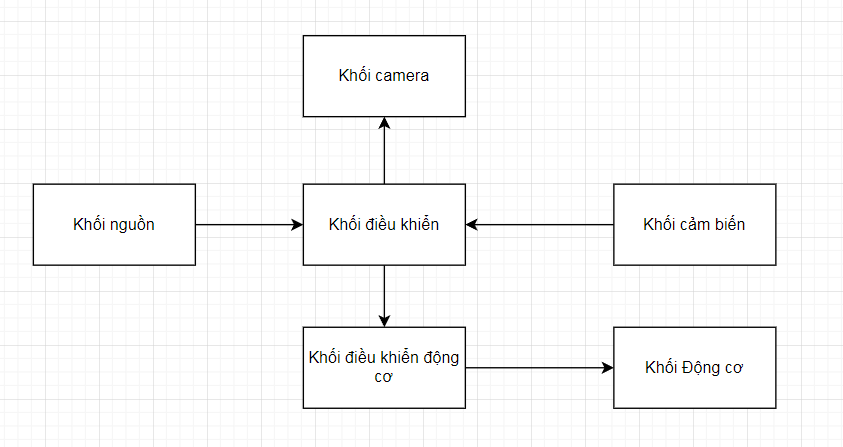 Khối camera
Khối nguồn
Khối điều khiển
Khối cảm biến
Khối điều khiển động
cơ
Khối Động cơ